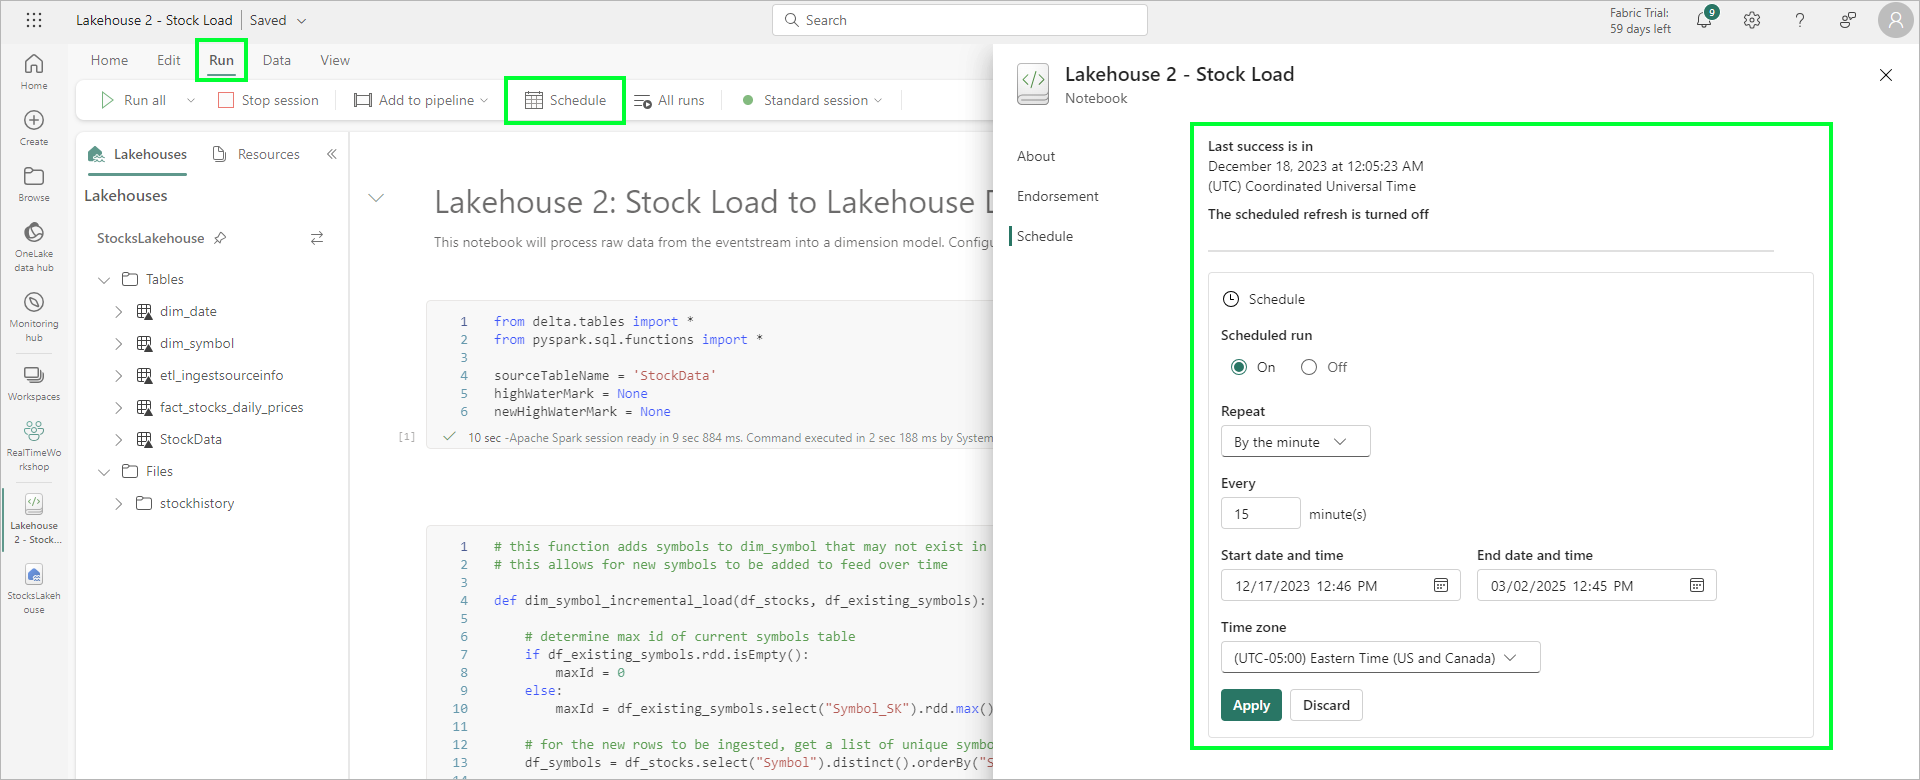 Lakehouse 2 - Stock Load
Saved
Search
Fabric Trial:
59 days left
9
?
Home
Create
Browse
OneLake
data hub
Monitoring
hub
Workspaces
RealTimeWo
rkshop
Lakehouse
2 - Stock...
StocksLakeh
ouse
Home
Edit
Run
Data
View
Run all
Stop session
Add to pipeline
Schedule
All runs
Standard session
Lakehouses
Resources
Lakehouses
StocksLakehouse
Tables
dim_date
dim_symbol
etl_ingestsourceinfo
fact_stocks_daily_prices
StockData
Files
stockhistory
Lakehouse 2: Stock Load to Lakehouse D
This notebook will process raw data from the eventstream into a dimension model. Configu
1 from delta.tables import *
2 from pyspark.sql.functions import *
3
4 sourceTableName = 'StockData'
5 highWaterMark = None
6 newHighWaterMark = None
[1]
10 sec -Apache Spark session ready in 9 sec 884 ms. Command executed in 2 sec 188 ms by System
1 # this function adds symbols to dim_symbol that may not exist in
2 # this allows for new symbols to be added to feed over time
3
4 def dim_symbol_incremental_load(df_stocks, df_existing_symbols):
5
6 # determine max id of current symbols table
7 if df_existing_symbols.rdd.isEmpty():
8 maxId = 0
9 else:
10 maxId = df_existing_symbols.select("Symbol_SK").rdd.max()
11
12 # for the new rows to be ingested, get a list of unique symbo
13 df_symbols = df_stocks.select("Symbol").distinct().orderBy("S
Lakehouse 2 - Stock Load
Notebook
About
Endorsement
Schedule
Last success is in
December 18, 2023 at 12:05:23 AM
(UTC) Coordinated Universal Time
The scheduled refresh is turned off
Schedule
Scheduled run
On
Off
Repeat
By the minute
Every
15
minute(s)
Start date and time
End date and time
12/17/2023 12:46 PM
03/02/2025 12:45 PM
Time zone
(UTC-05:00) Eastern Time (US and Canada)
Apply
Discard